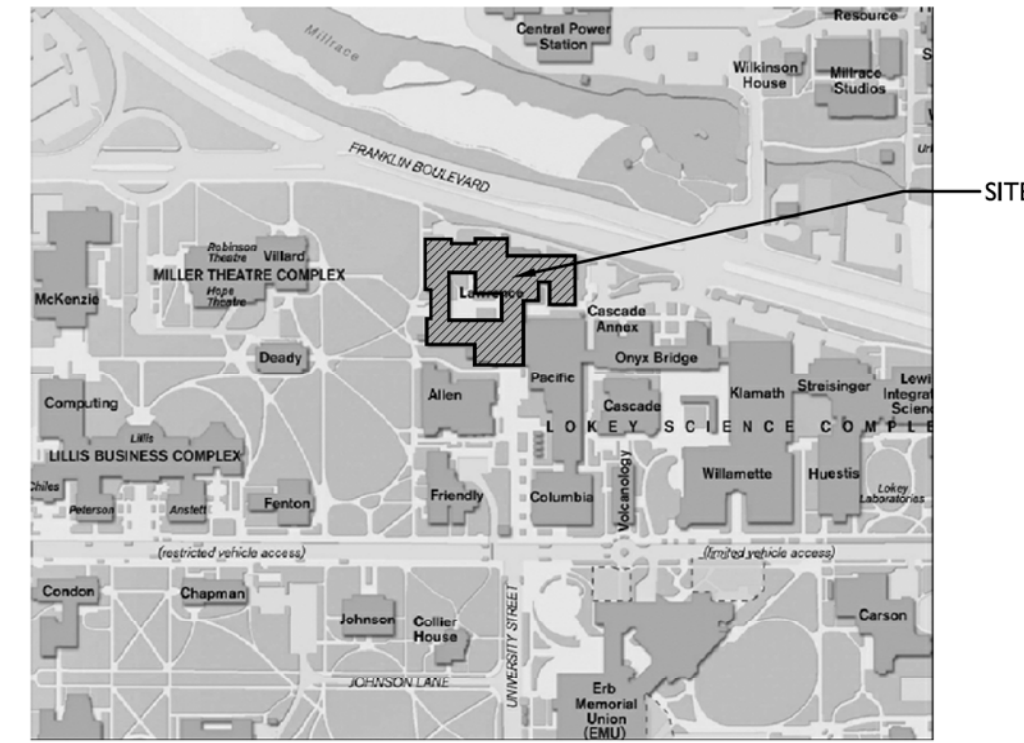 Resource
Central Power
Station
Millrace
Wilkinson
House
Millrace
Studios
FRANKLIN BOULEVARD
SITE
Robinson
Theatre
Villard
MILLER THEATRE COMPLEX
Hope
Theatre
McKenzie
Lawrence
Cascade
Annex
Deady
Onyx Bridge
Pacific
Allen
Klamath
Streisinger
Lewi
Integrat
Scienc
Computing
Cascade
LOKEY SCIENCE COMPLE
Lillis
LILLIS BUSINESS COMPLEX
Willamette
Huestis
Volcanology
Chiles
Peterson
Anstett
Fenton
Friendly
Columbia
Lokey
Laboratories
(restricted vehicle access)
(limited vehicle access)
Condon
Chapman
Johnson
Collier
House
UNIVERSITY STREET
Carson
JOHNSON LANE
Erb
Memorial
Union
(EMU)